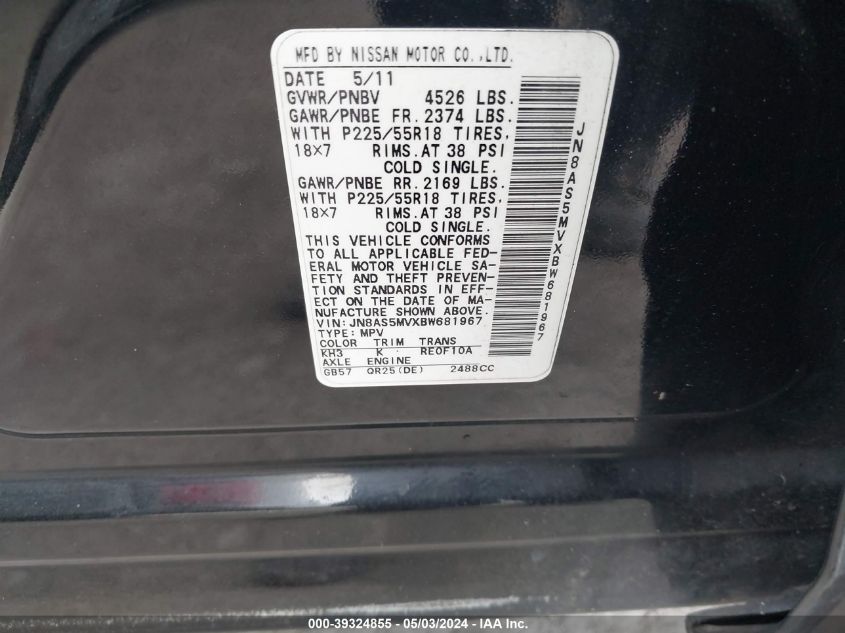 MFD BY NISSAN MOTOR CO.,LTD.
DATE 5/11
GVWR/PNBV 4526 LBS.
GAWR/PNBE FR. 2374 LBS.
WITH P225/55R18 TIRES,
18×7 RIMS. AT 38 PSI
COLD SINGLE.
GAWR/PNBE RR. 2169 LBS.
WITH P225/55R18 TIRES,
18×7 RIMS. AT 38 PSI
COLD SINGLE.
THIS VEHICLE CONFORMS
TO ALL APPLICABLE FED-
ERAL MOTOR VEHICLE SA-
FETY AND THEFT PREVEN-
TION STANDARDS IN EFF-
ECT ON THE DATE OF MA-
NUFACTURE SHOWN ABOVE.
VIN: JN8AS5MVXBW681967
TYPE: MPV
COLOR TRIM TRANS
KH3 K RE0F10A
AXLE ENGINE
GB57 QR25(DE) 2488CC
JN8AS5MVXBW681967
000-39324855 - 05/03/2024 - IAA Inc.